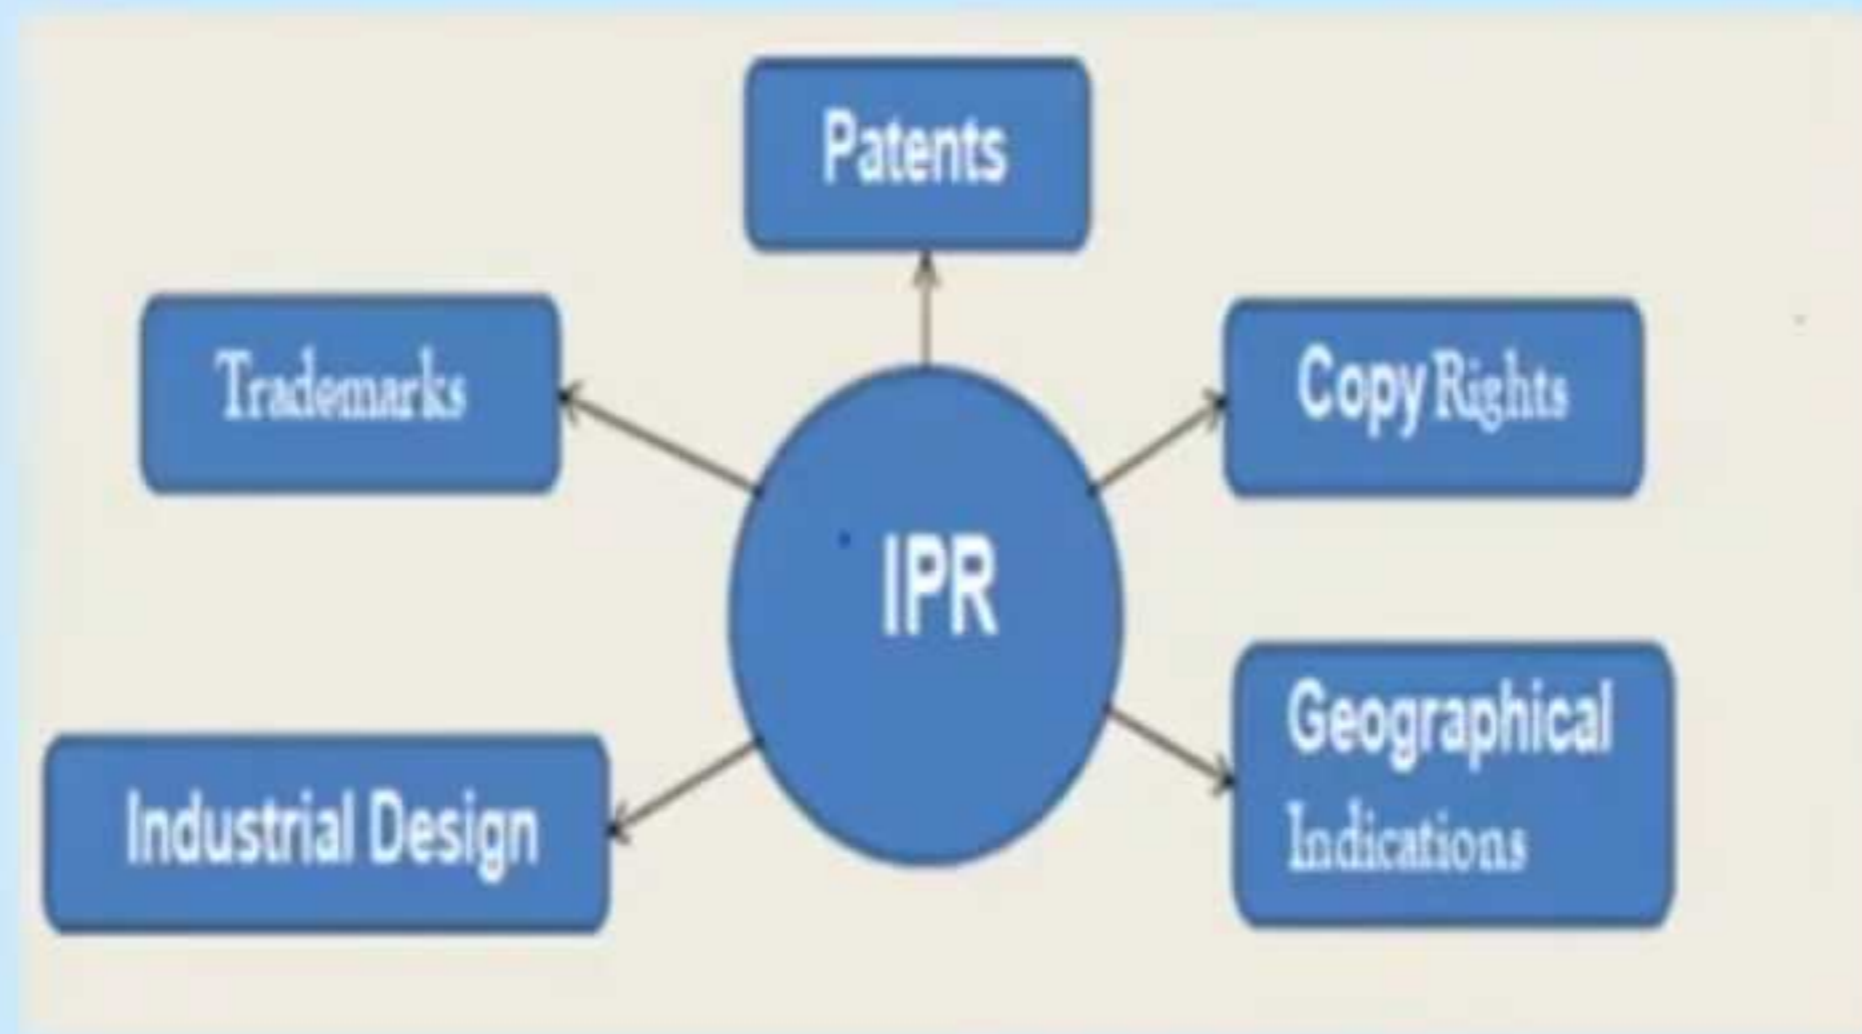 Patents
Trademarks
Copy Rights
IPR
Geographical
Indications
Industrial Design